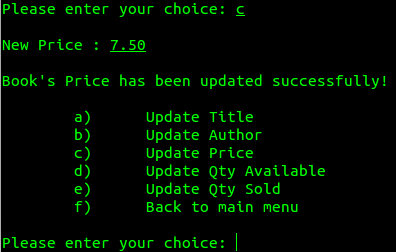 Please enter your choice: c
New Price : 7.50
Book's Price has been updated successfully!
a) Update Title
b) Update Author
c) Update Price
d) Update Qty Available
e) Update Qty Sold
f) Back to main menu
Please enter your choice: